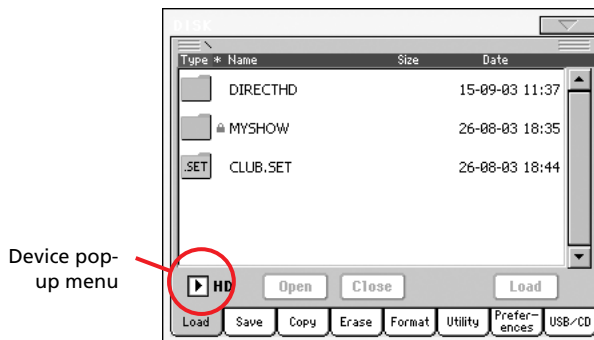 DISK
Type * Name Size Date
DIRECTHD 15-09-03 11:37
MYSHOW 26-08-03 18:35
.SET CLUB.SET 26-08-03 18:44
Device pop-
up menu
HD Open Close Load
Load Save Copy Erase Format Utility Prefer-
ences USB/CD